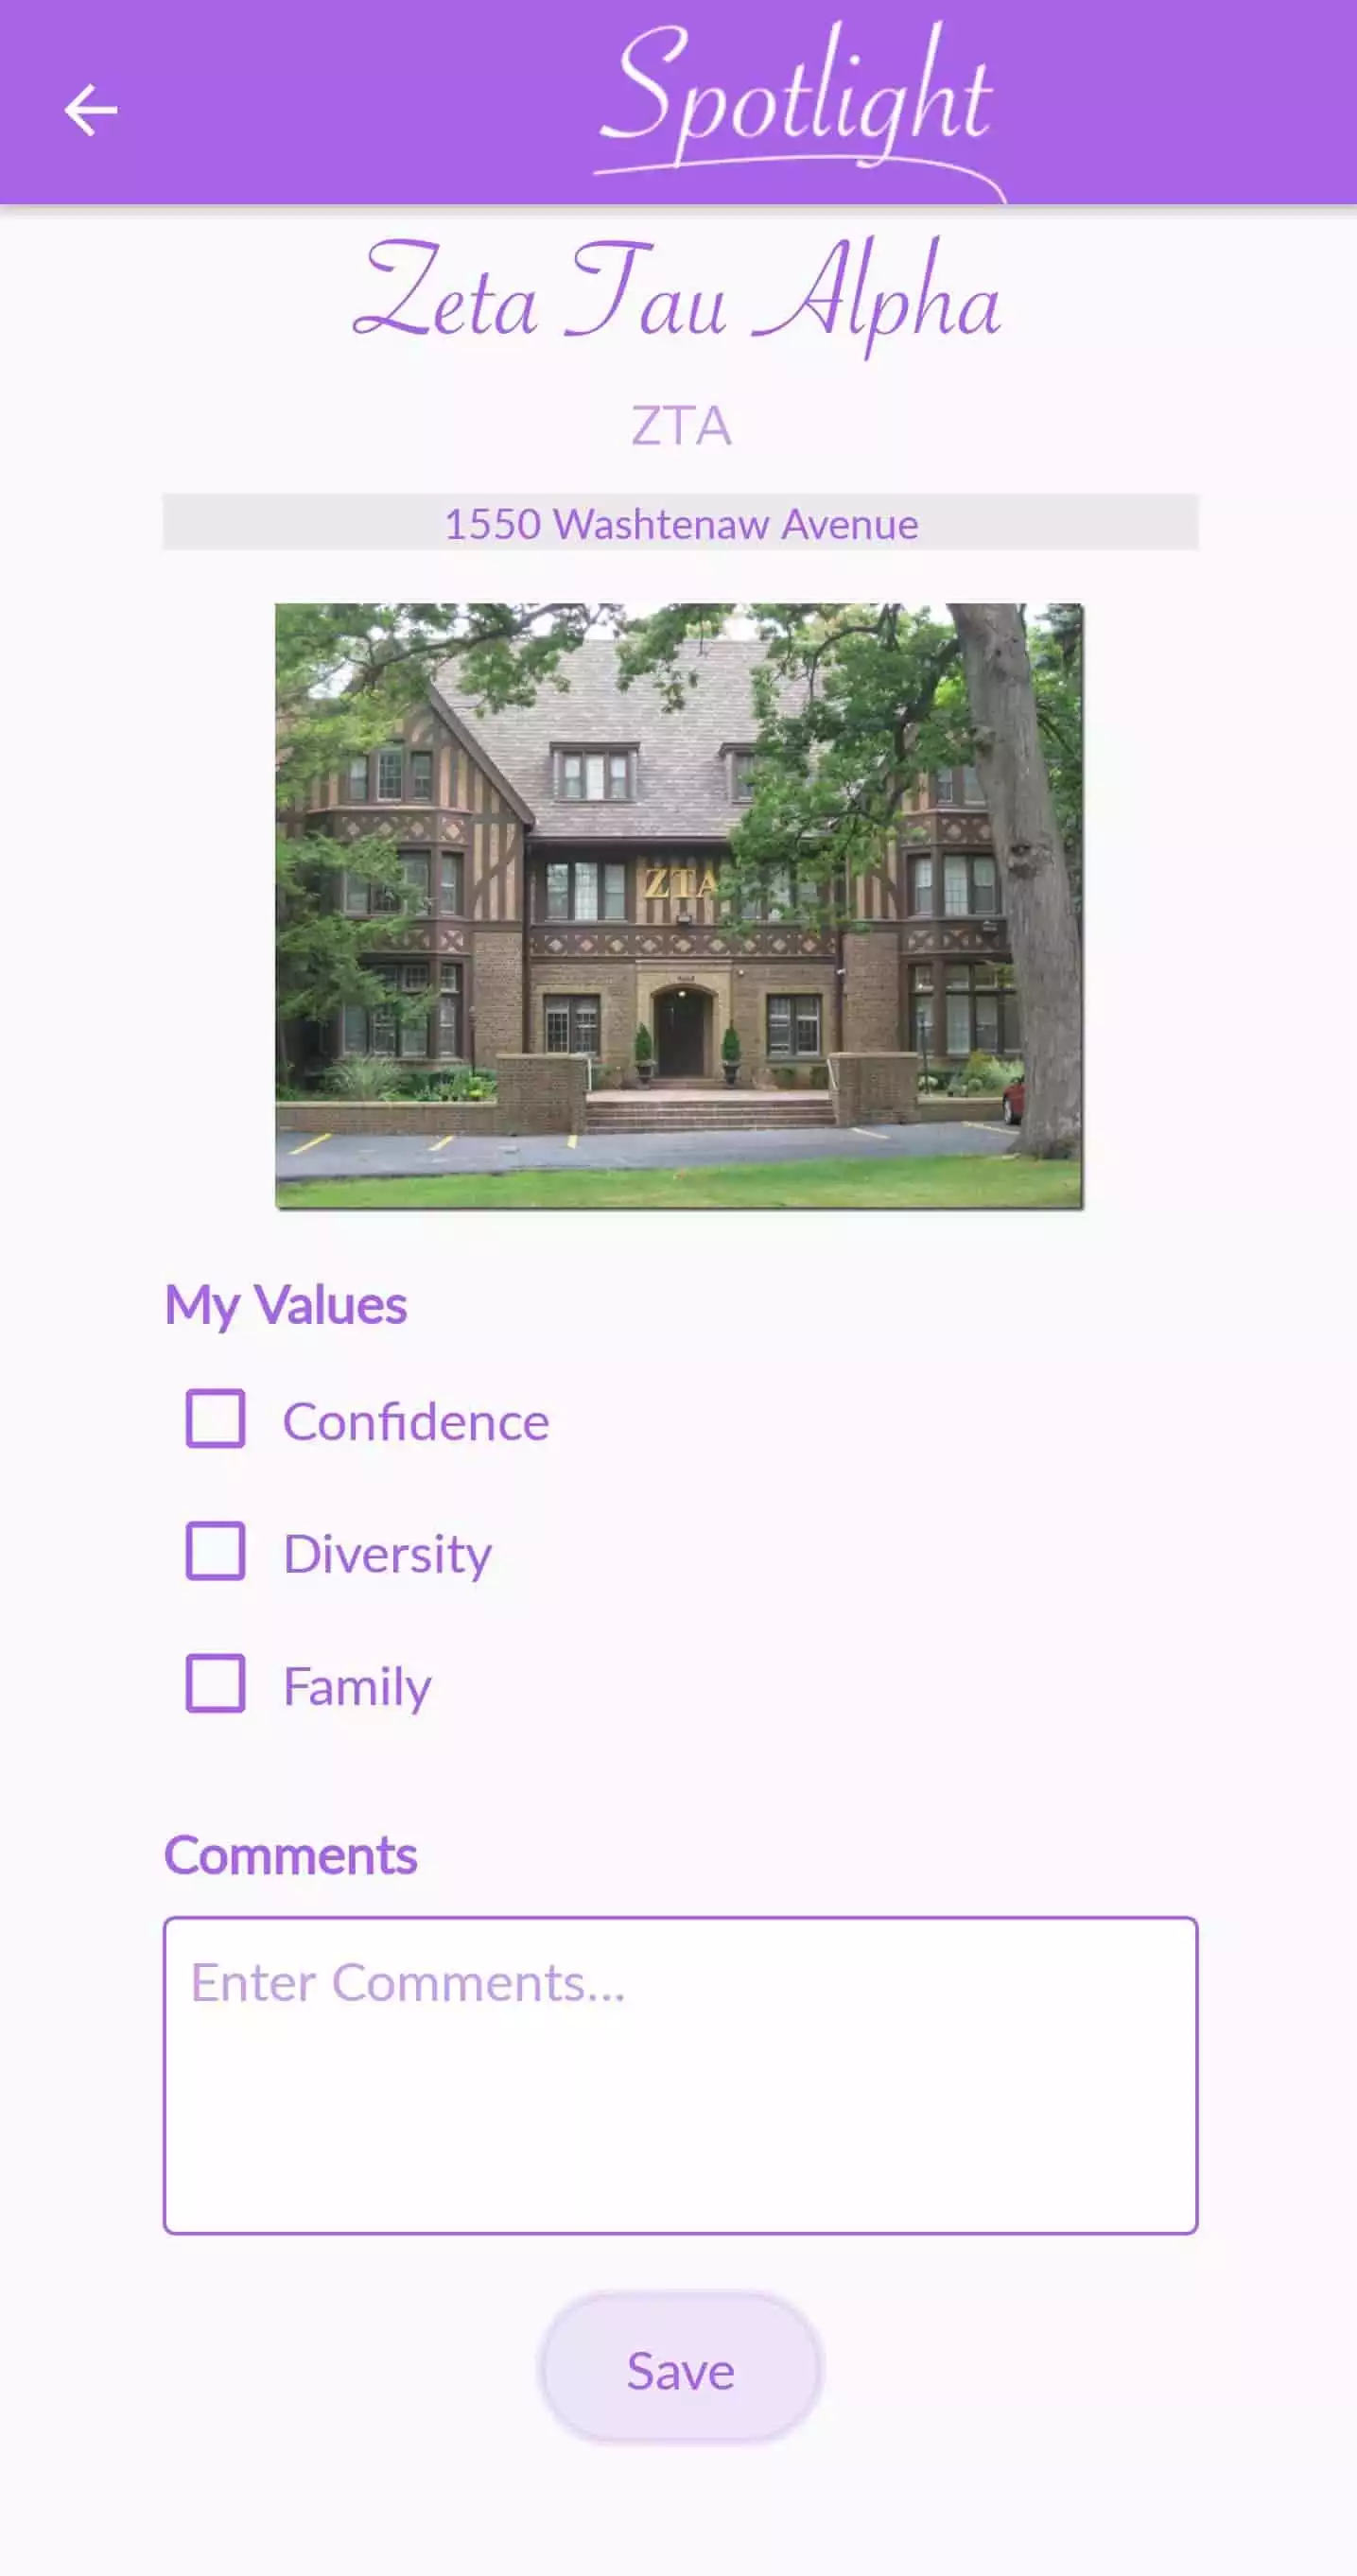 Spotlight
Zeta Tau Alpha
ZTA
1550 Washtenaw Avenue
ZTA
My Values
Confidence
Diversity
Family
Comments
Enter Comments...
Save